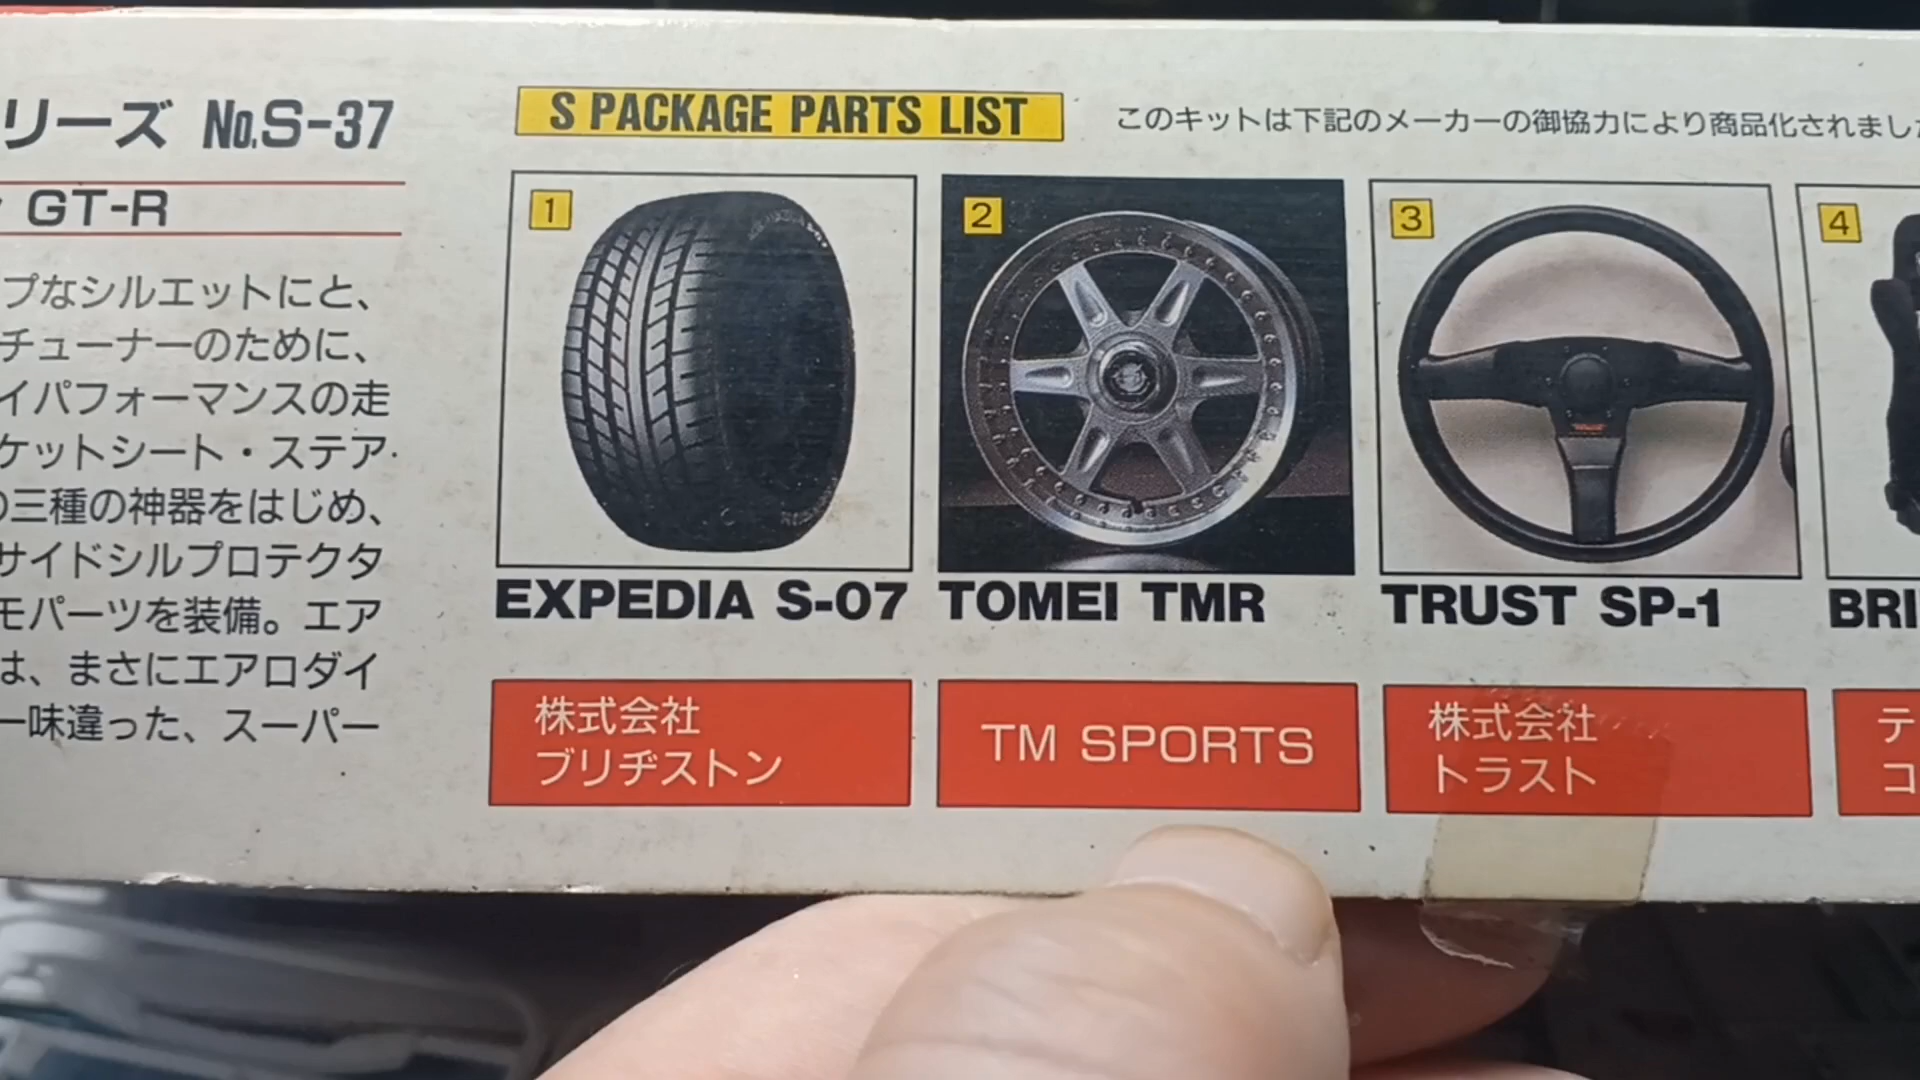 リーズ No.S-37
GT-R
プなシルエットにと、
チューナーのために、
イパフォーマンスの走
ケットシート・ステア
の三種の神器をはじめ、
サイドシルプロテクタ
モパーツを装備。エア
は、まさにエアロダイ
一味違った、スーパー
S PACKAGE PARTS LIST
このキットは下記のメーカーの御協力により商品化されまし
1
2
3
4
EXPEDIA S-07
TOMEI TMR
TRUST SP-1
BRI
株式会社
ブリヂストン
TM SPORTS
株式会社
トラスト
テ
コ